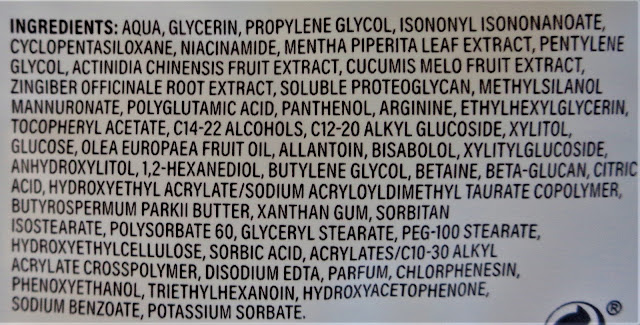 INGREDIENTS: AQUA, GLYCERIN, PROPYLENE GLYCOL, ISONONYL ISONONANOATE,
CYCLOPENTASILOXANE, NIACINAMIDE, MENTHA PIPERITA LEAF EXTRACT, PENTYLENE
GLYCOL, ACTINIDIA CHINENSIS FRUIT EXTRACT, CUCUMIS MELO FRUIT EXTRACT,
ZINGIBER OFFICINALE ROOT EXTRACT, SOLUBLE PROTEOGLYCAN, METHYLSILANOL
MANNURONATE, POLYGLUTAMIC ACID, PANTHENOL, ARGININE, ETHYLHEXYLGLYCERIN,
TOCOPHERYL ACETATE, C14-22 ALCOHOLS, C12-20 ALKYL GLUCOSIDE, XYLITOL,
GLUCOSE, OLEA EUROPAEA FRUIT OIL, ALLANTOIN, BISABOLOL, XYLITYLGLUCOSIDE,
ANHYDROXYLITOL, 1,2-HEXANEDIOL, BUTYLENE GLYCOL, BETAINE, BETA-GLUCAN, CITRIC
ACID, HYDROXYETHYL ACRYLATE/SODIUM ACRYLOYLDIMETHYL TAURATE COPOLYMER,
BUTYROSPERMUM PARKII BUTTER, XANTHAN GUM, SORBITAN
ISOSTEARATE, POLYSORBATE 60, GLYCERYL STEARATE, PEG-100 STEARATE,
HYDROXYETHYLCELLULOSE, SORBIC ACID, ACRYLATES/C10-30 ALKYL
ACRYLATE CROSSPOLYMER, DISODIUM EDTA, PARFUM, CHLORPHENESIN,
PHENOXYETHANOL, TRIETHYLHEXANOIN, HYDROXYACETOPHENONE,
SODIUM BENZOATE, POTASSIUM SORBATE.
®